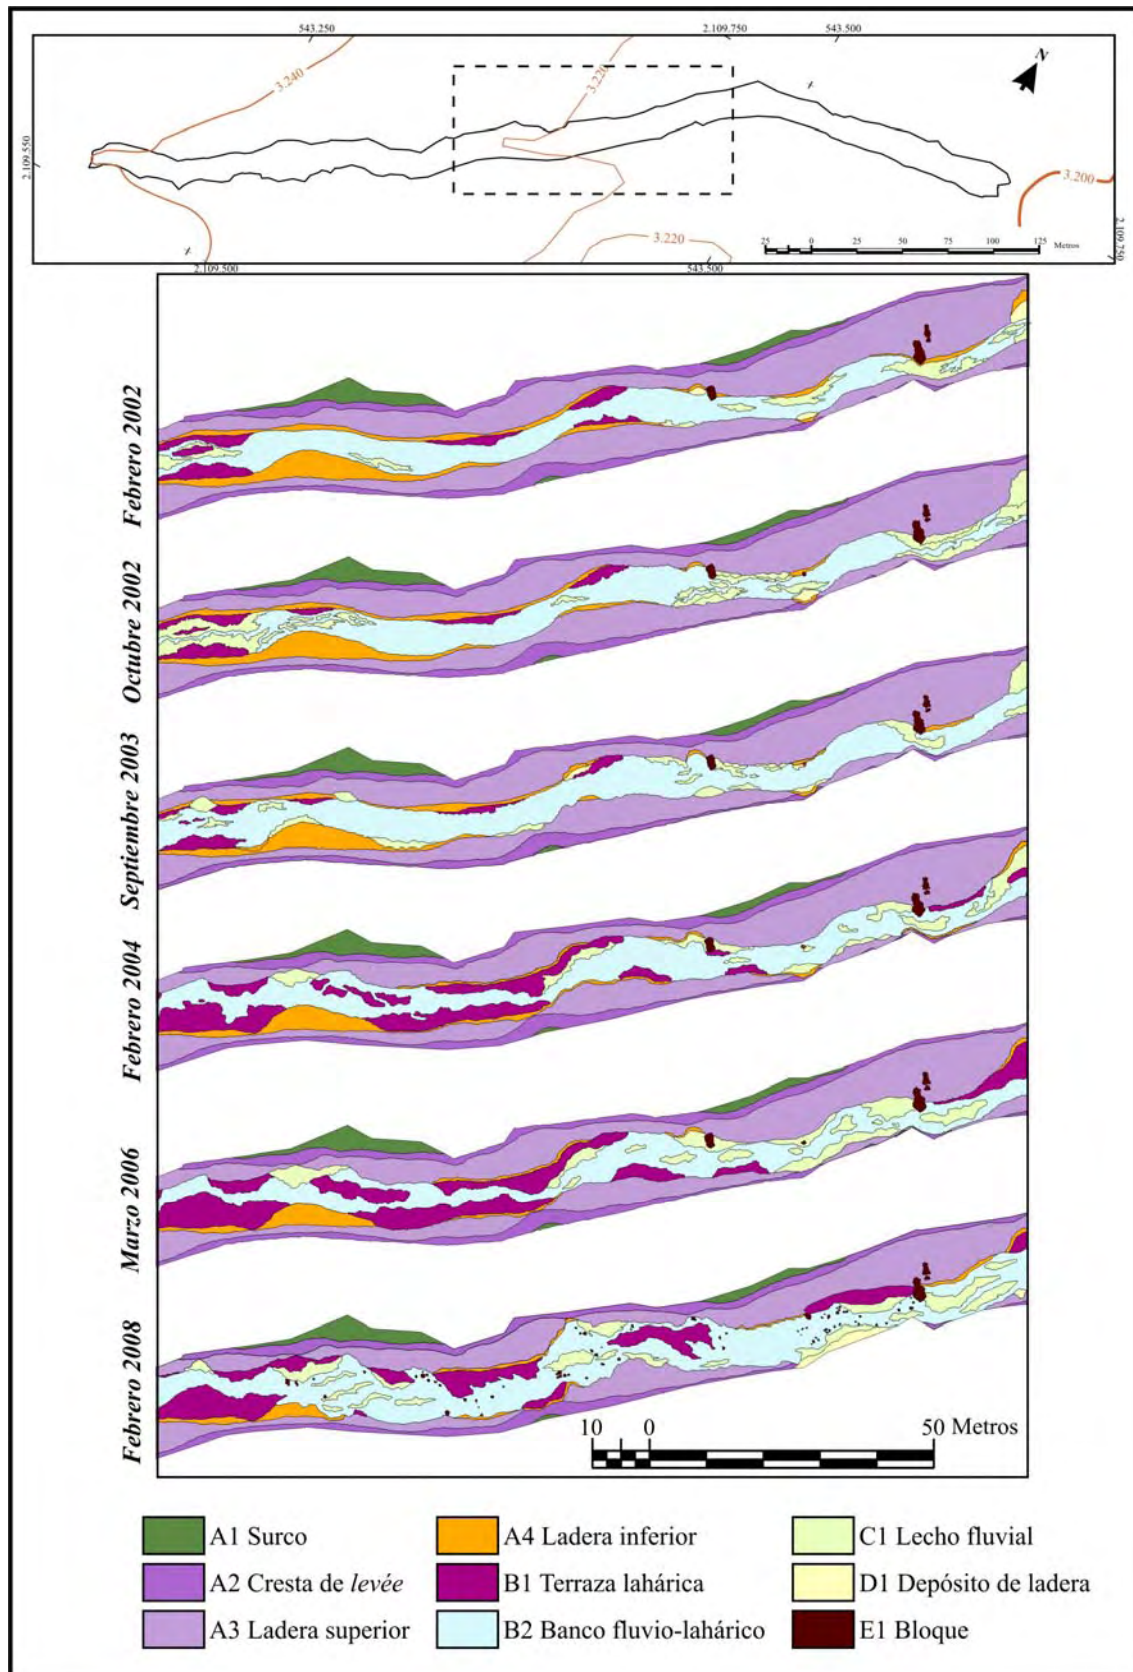 543.250
2.109.750
543.500
N
3.240
3.220
2.109.550
3.200
3.220
25 0 25 50 75 100 125 Metros
2.109.750
2.109.500
543.500
Febrero 2002
Octubre 2002
Septiembre 2003
Febrero 2004
Marzo 2006
Febrero 2008
10 0 50 Metros
A1 Surco
A4 Ladera inferior
C1 Lecho fluvial
A2 Cresta de levée
B1 Terraza lahárica
D1 Depósito de ladera
A3 Ladera superior
B2 Banco fluvio-lahárico
E1 Bloque